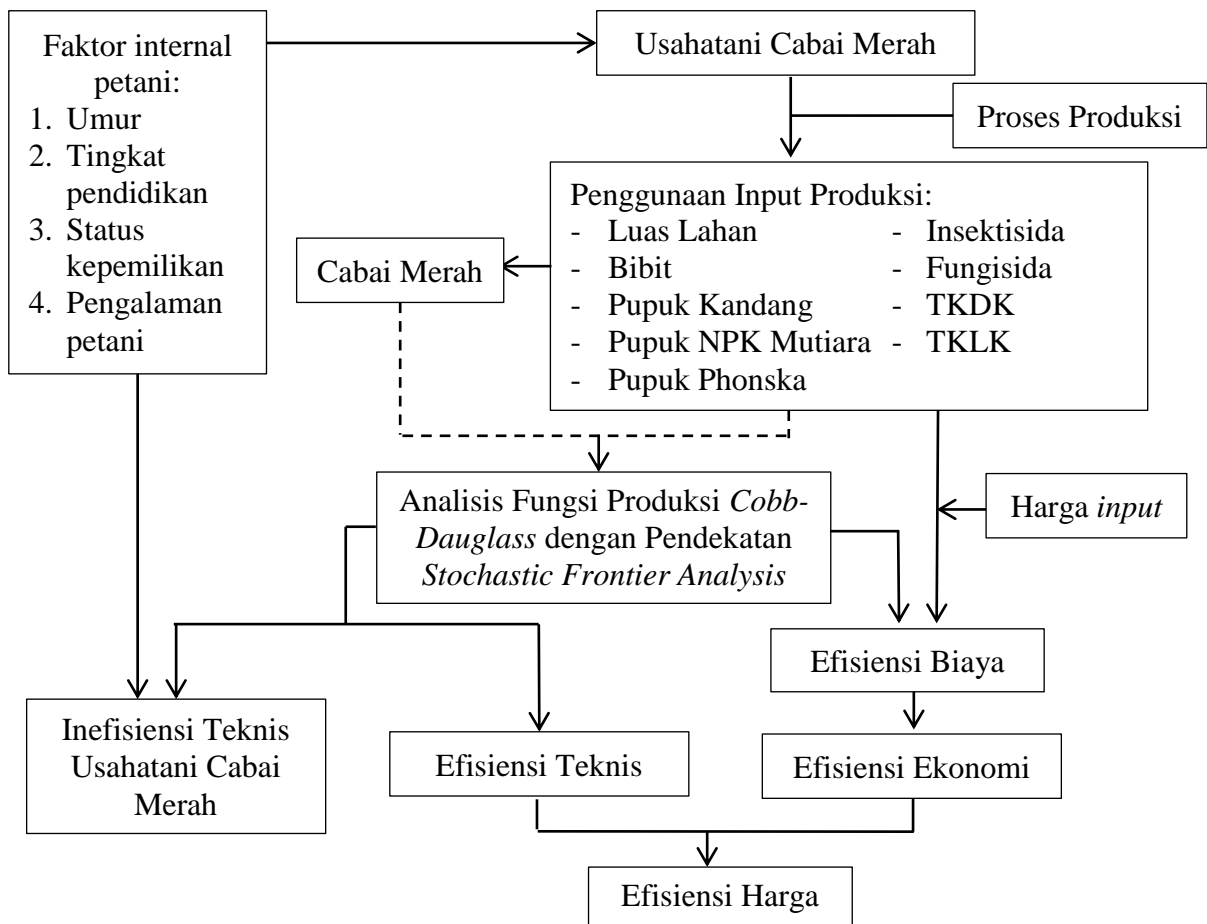 Faktor internal
petani:
1. Umur
2. Tingkat
pendidikan
3. Status
kepemilikan
4. Pengalaman
petani
Usahatani Cabai Merah
Proses Produksi
Penggunaan Input Produksi:
- Luas Lahan
- Bibit
- Pupuk Kandang
- Pupuk NPK Mutiara
- Pupuk Phonska
- Insektisida
- Fungisida
- TKDK
- TKLK
Cabai Merah
Analisis Fungsi Produksi Cobb-
Dauglass dengan Pendekatan
Stochastic Frontier Analysis
Harga input
Efisiensi Biaya
Inefisiensi Teknis
Usahatani Cabai
Merah
Efisiensi Teknis
Efisiensi Ekonomi
Efisiensi Harga